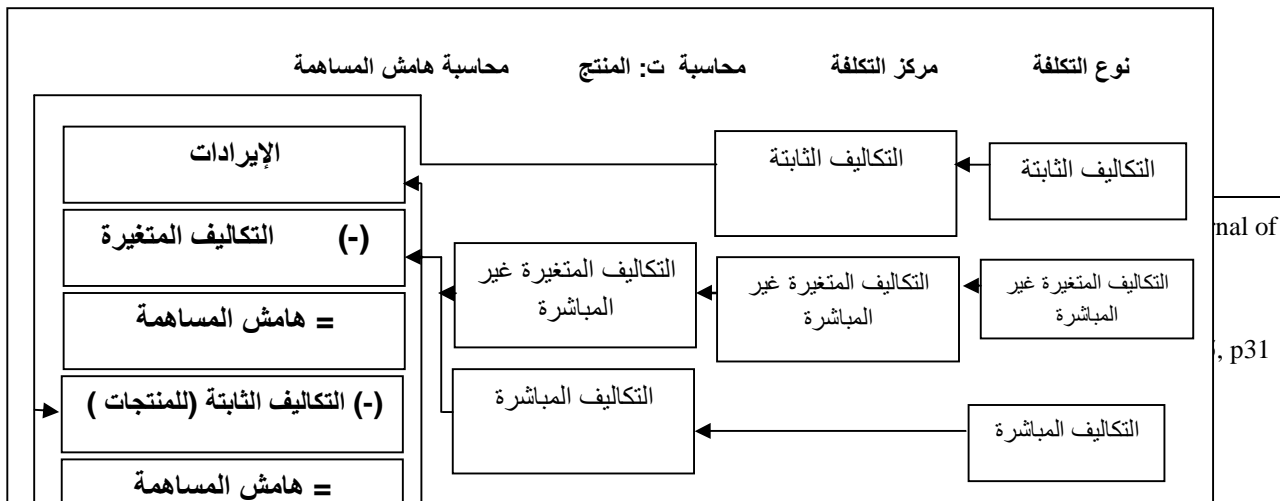 نوع التكلفة مركز التكلفة محاسبة ت: المنتج محاسبة هامش المساهمة
التكاليف الثابتة
التكاليف الثابتة
الإيرادات
التكاليف المتغيرة غير
المباشرة
التكاليف المتغيرة غير
المباشرة
التكاليف المتغيرة غير
المباشرة
(-) التكاليف المتغيرة
= هامش المساهمة
التكاليف المباشرة
التكاليف المباشرة
(-) التكاليف الثابتة (للمنتجات )
= هامش المساهمة
of
, p31